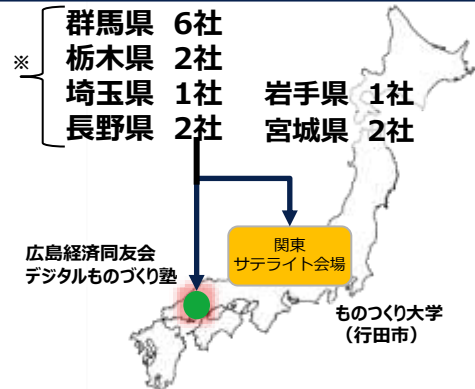 群馬県 6社
※
栃木県 2社
埼玉県 1社
長野県 2社
岩手県 1社
宮城県 2社
広島経済同友会
デジタルものづくり塾
関東
サテライト会場
ものつくり大学
（行田市）